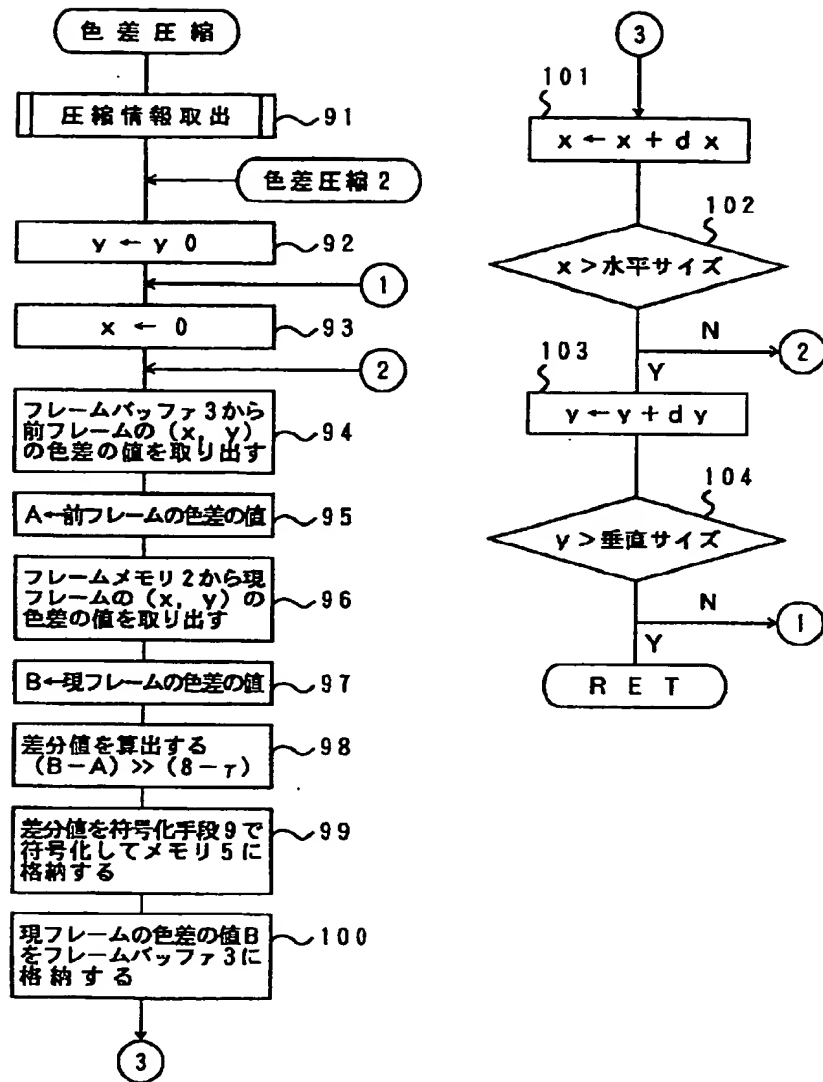 色差圧縮
圧縮情報取出
91
色差圧縮2
y ← y 0
92
1
x ← 0
93
2
フレームバッファ3から
前フレームの(x, y)
の色差の値を取り出す
94
A←前フレームの色差の値
95
フレームメモリ2から現
フレームの(x, y)の
色差の値を取り出す
96
B←現フレームの色差の値
97
差分値を算出する
(B-A)≫(8-τ)
98
差分値を符号化手段9で
符号化してメモリ5に
格納する
99
現フレームの色差の値B
をフレームバッファ3に
格納する
100
3
3
101
x ← x + d x
102
x > 水平サイズ
N
2
Y
103
y ← y + d y
104
y > 垂直サイズ
N
1
Y
R E T